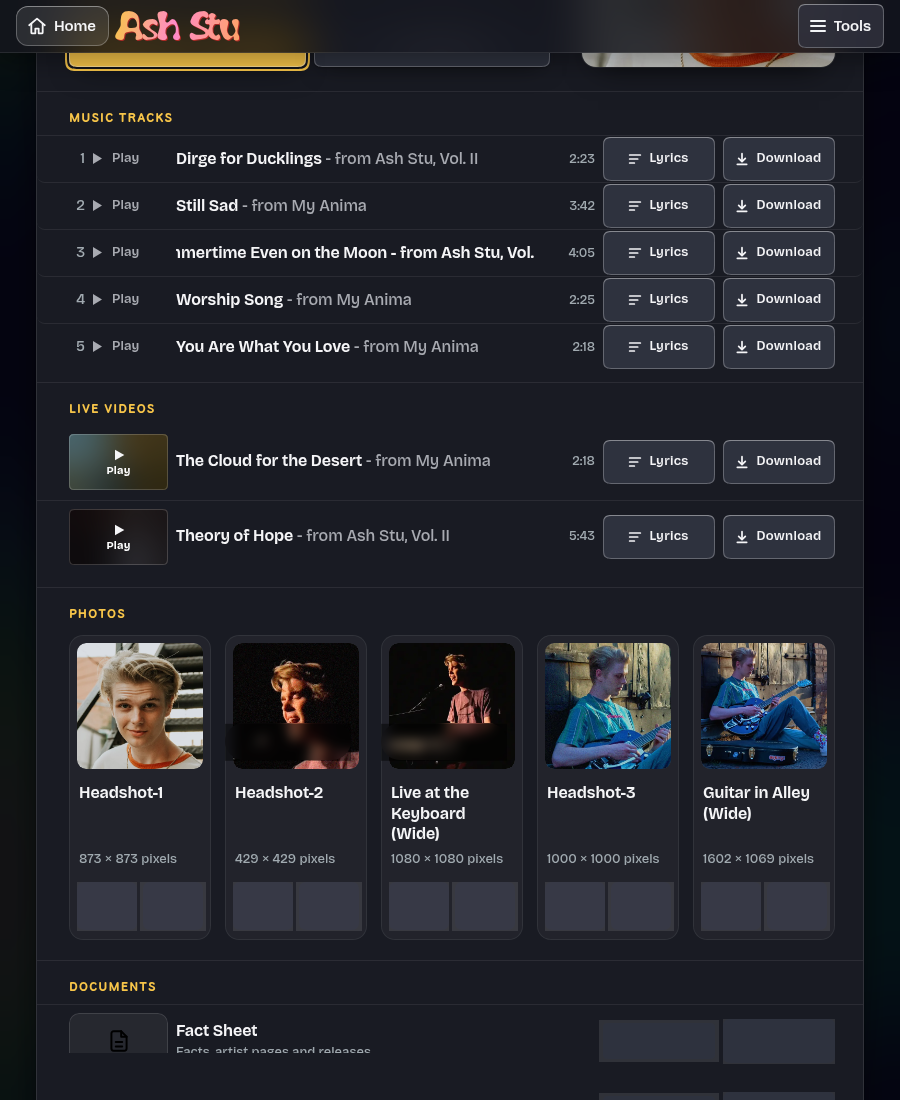 Home
Ash Stu
Tools
MUSIC TRACKS
1 Play Dirge for Ducklings - from Ash Stu, Vol. II 2:23 Lyrics Download
2 Play Still Sad - from My Anima 3:42 Lyrics Download
3 Play mertime Even on the Moon - from Ash Stu, Vol. 4:05 Lyrics Download
4 Play Worship Song - from My Anima 2:25 Lyrics Download
5 Play You Are What You Love - from My Anima 2:18 Lyrics Download
LIVE VIDEOS
Play The Cloud for the Desert - from My Anima 2:18 Lyrics Download
Play Theory of Hope - from Ash Stu, Vol. II 5:43 Lyrics Download
PHOTOS
Headshot-1
873 × 873 pixels
Headshot-2
429 × 429 pixels
Live at the
Keyboard
(Wide)
1080 × 1080 pixels
Headshot-3
1000 × 1000 pixels
Guitar in Alley
(Wide)
1602 × 1069 pixels
DOCUMENTS
Fact Sheet
Facts, artist pages and releases